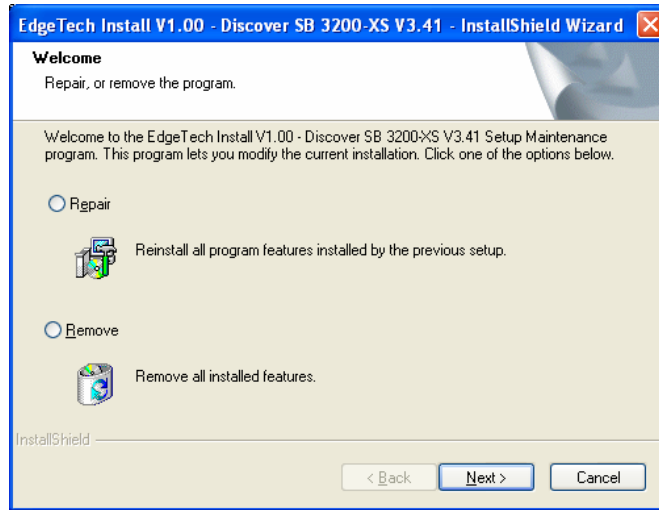 EdgeTech Install V1.00 - Discover SB 3200-XS V3.41 - InstallShield Wizard
Welcome
Repair, or remove the program.
Welcome to the EdgeTech Install V1.00 - Discover SB 3200-XS V3.41 Setup Maintenance
program. This program lets you modify the current installation. Click one of the options below.
Repair
Reinstall all program features installed by the previous setup.
Remove
Remove all installed features.
InstallShield
< Back Next > Cancel